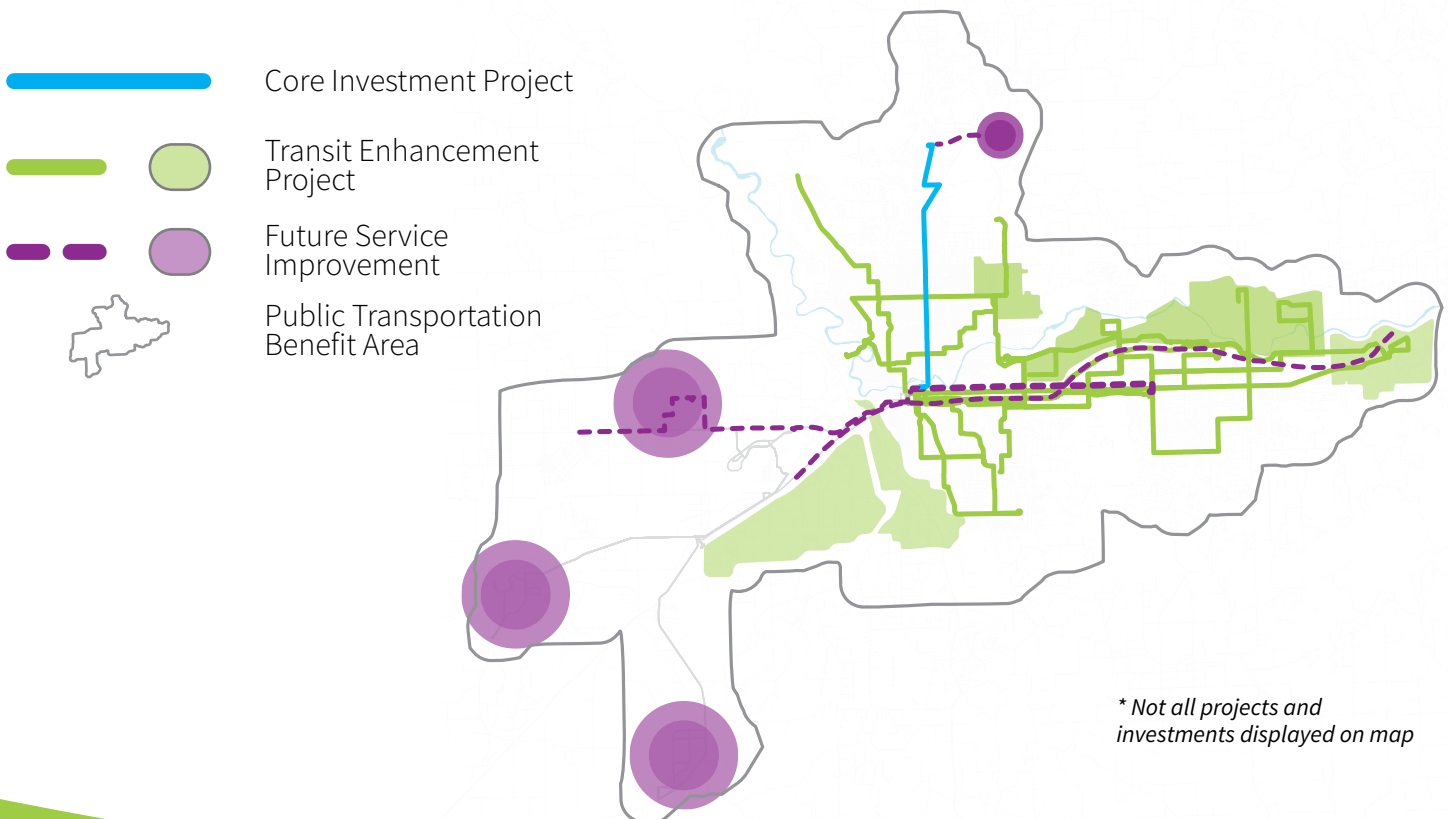 Core Investment Project
Transit Enhancement
Project
Future Service
Improvement
Public Transportation
Benefit Area
* Not all projects and
investments displayed on map